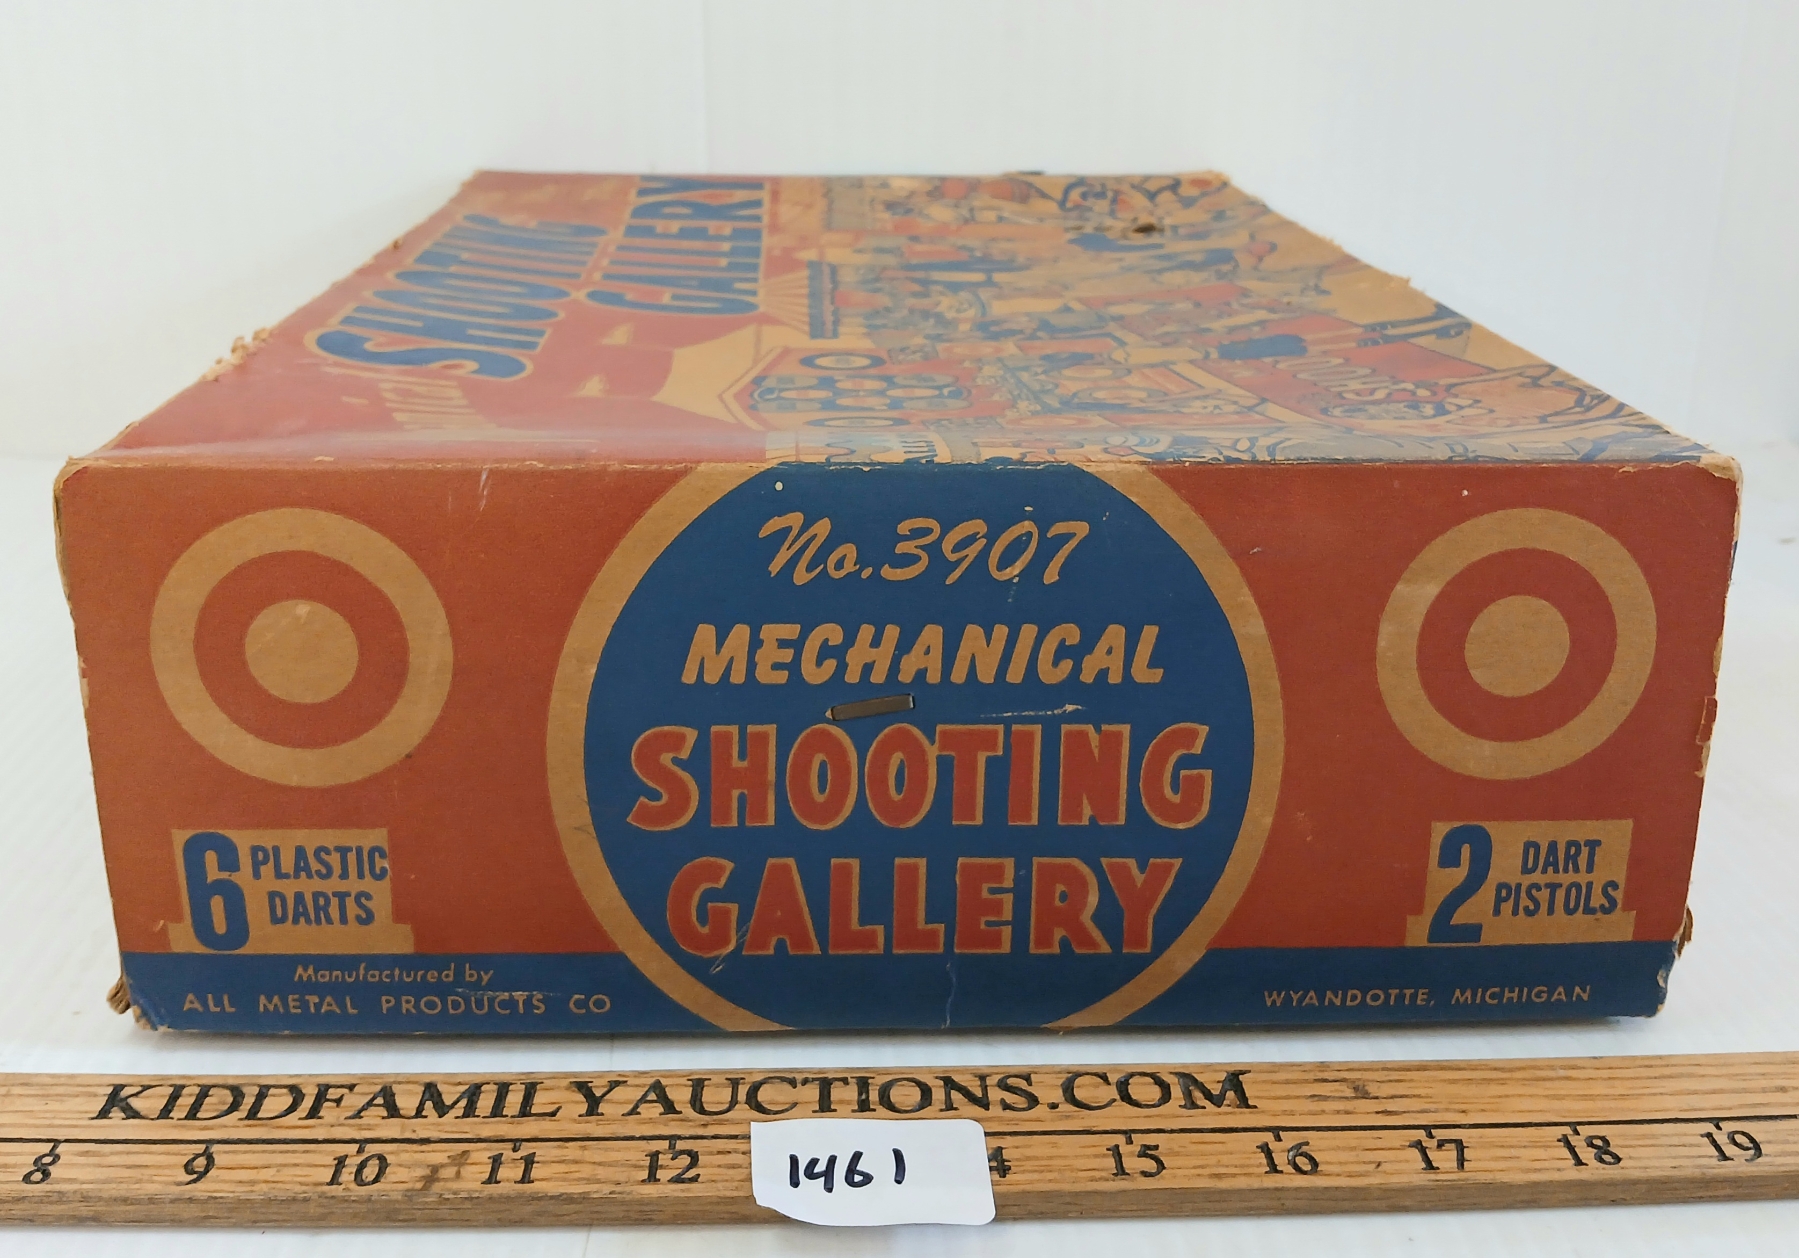 SHOOTING
GALLERY
No. 3907
MECHANICAL
SHOOTING
GALLERY
6 PLASTIC
DARTS
2 DART
PISTOLS
Manufactured by
ALL METAL PRODUCTS CO
WYANDOTTE, MICHIGAN
KIDDFAMILYAUCTIONS.COM
8 9 10 11 12 15 16 17 18 19
1461